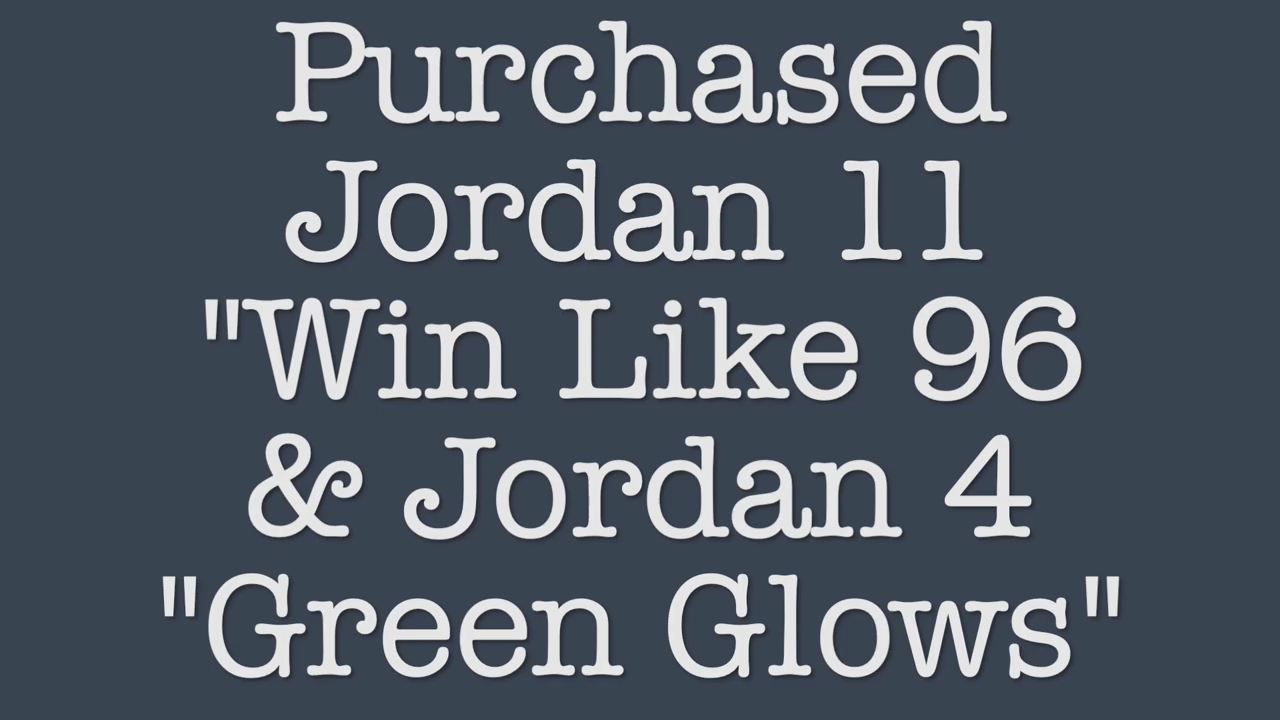 Purchased
Jordan 11
"Win Like 96
& Jordan 4
"Green Glows"